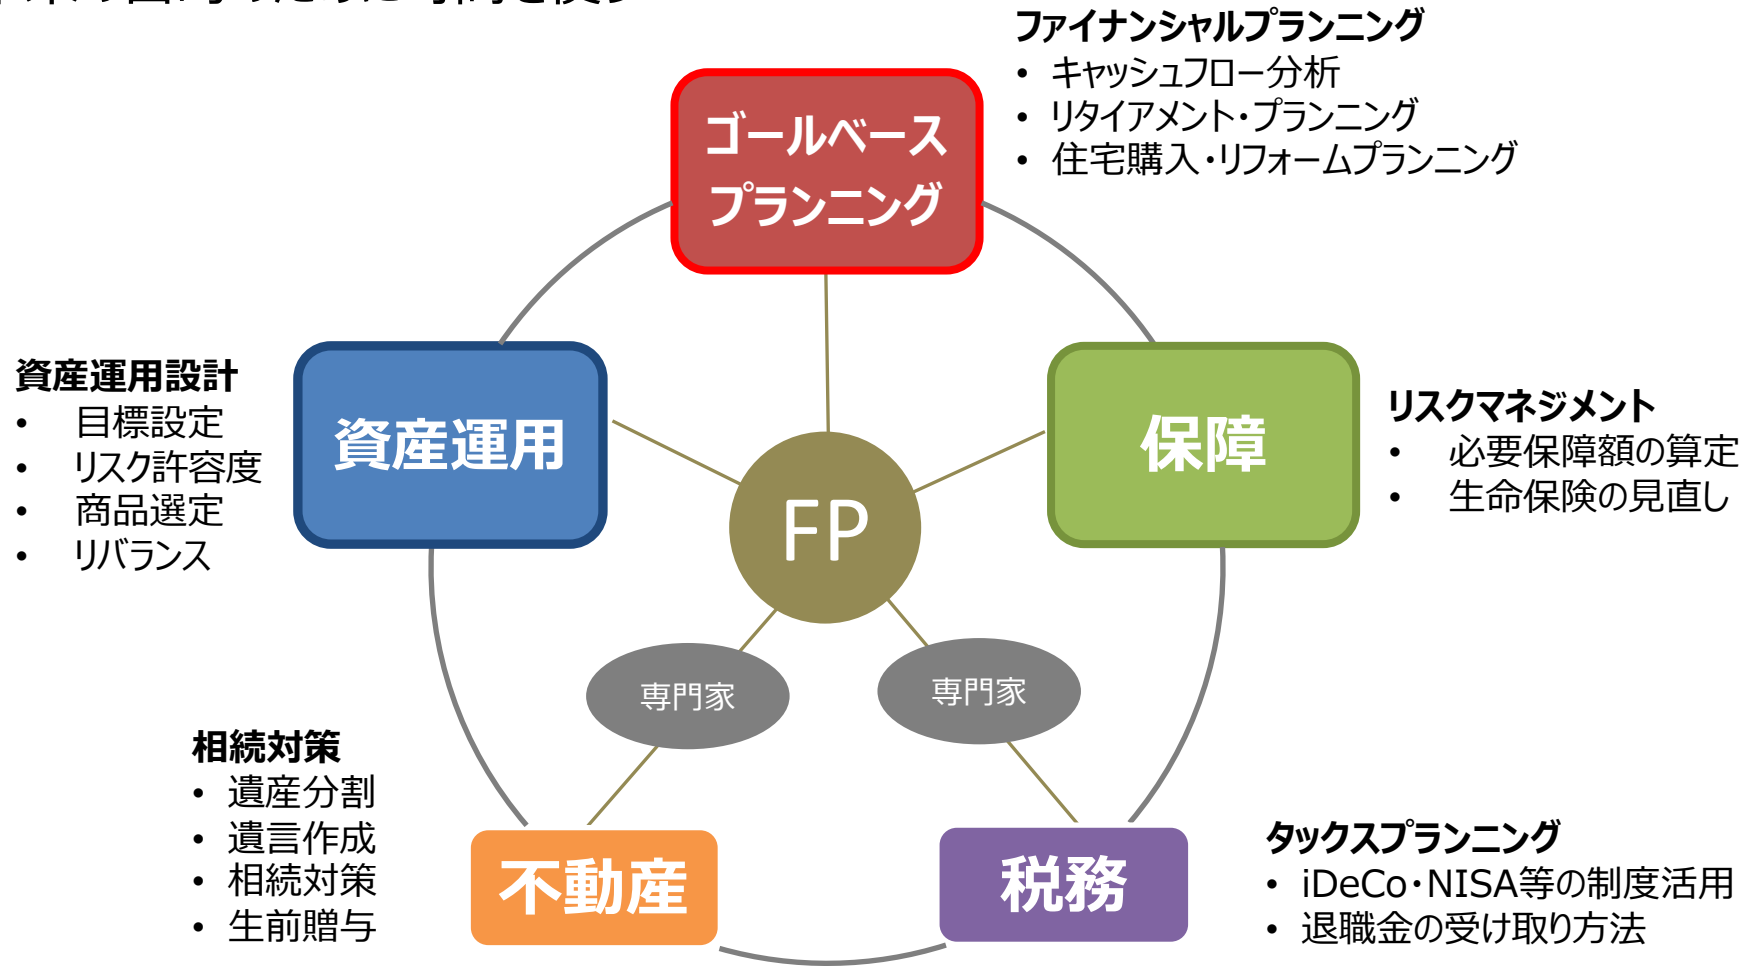 ファイナンシャルプランニング
• キャッシュフロー分析
• リタイアメント・プランニング
• 住宅購入・リフォームプランニング
ゴールベース
プランニング
資産運用設計
• 目標設定
• リスク許容度
• 商品選定
• リバランス
資産運用
保障
リスクマネジメント
• 必要保障額の算定
• 生命保険の見直し
FP
専門家
専門家
相続対策
• 遺産分割
• 遺言作成
• 相続対策
• 生前贈与
不動産
税務
タックスプランニング
• iDeCo・NISA等の制度活用
• 退職金の受け取り方法